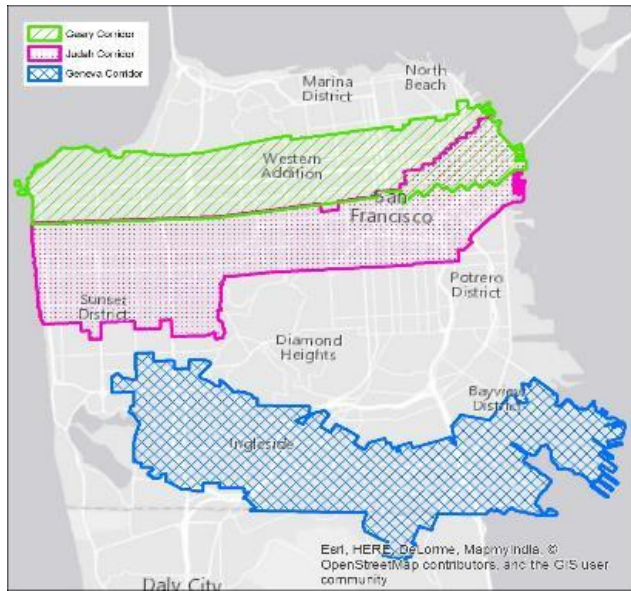 Geary Corridor
Judah Corridor
Geneva Corridor
North
Beach
Marina
District
Western
Addition
San
Francisco
Potrero
District
Sunset
District
Diamond
Heights
Bayview
District
Ingleside
Esri, HERE, DeLorme, MapmyIndia, ©
OpenStreetMap contributors, and the GIS user
community
Daly City